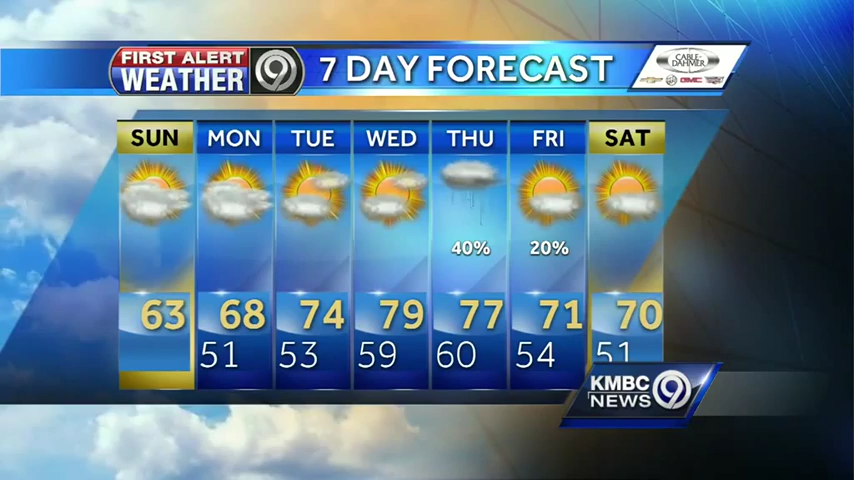 FIRST ALERT
WEATHER 9
7 DAY FORECAST
CABLE
DAHMER
GMC
SUN MON TUE WED THU FRI SAT
40% 20%
63 68 74 79 77 71 70
51 53 59 60 54 51
KMBC
NEWS 9